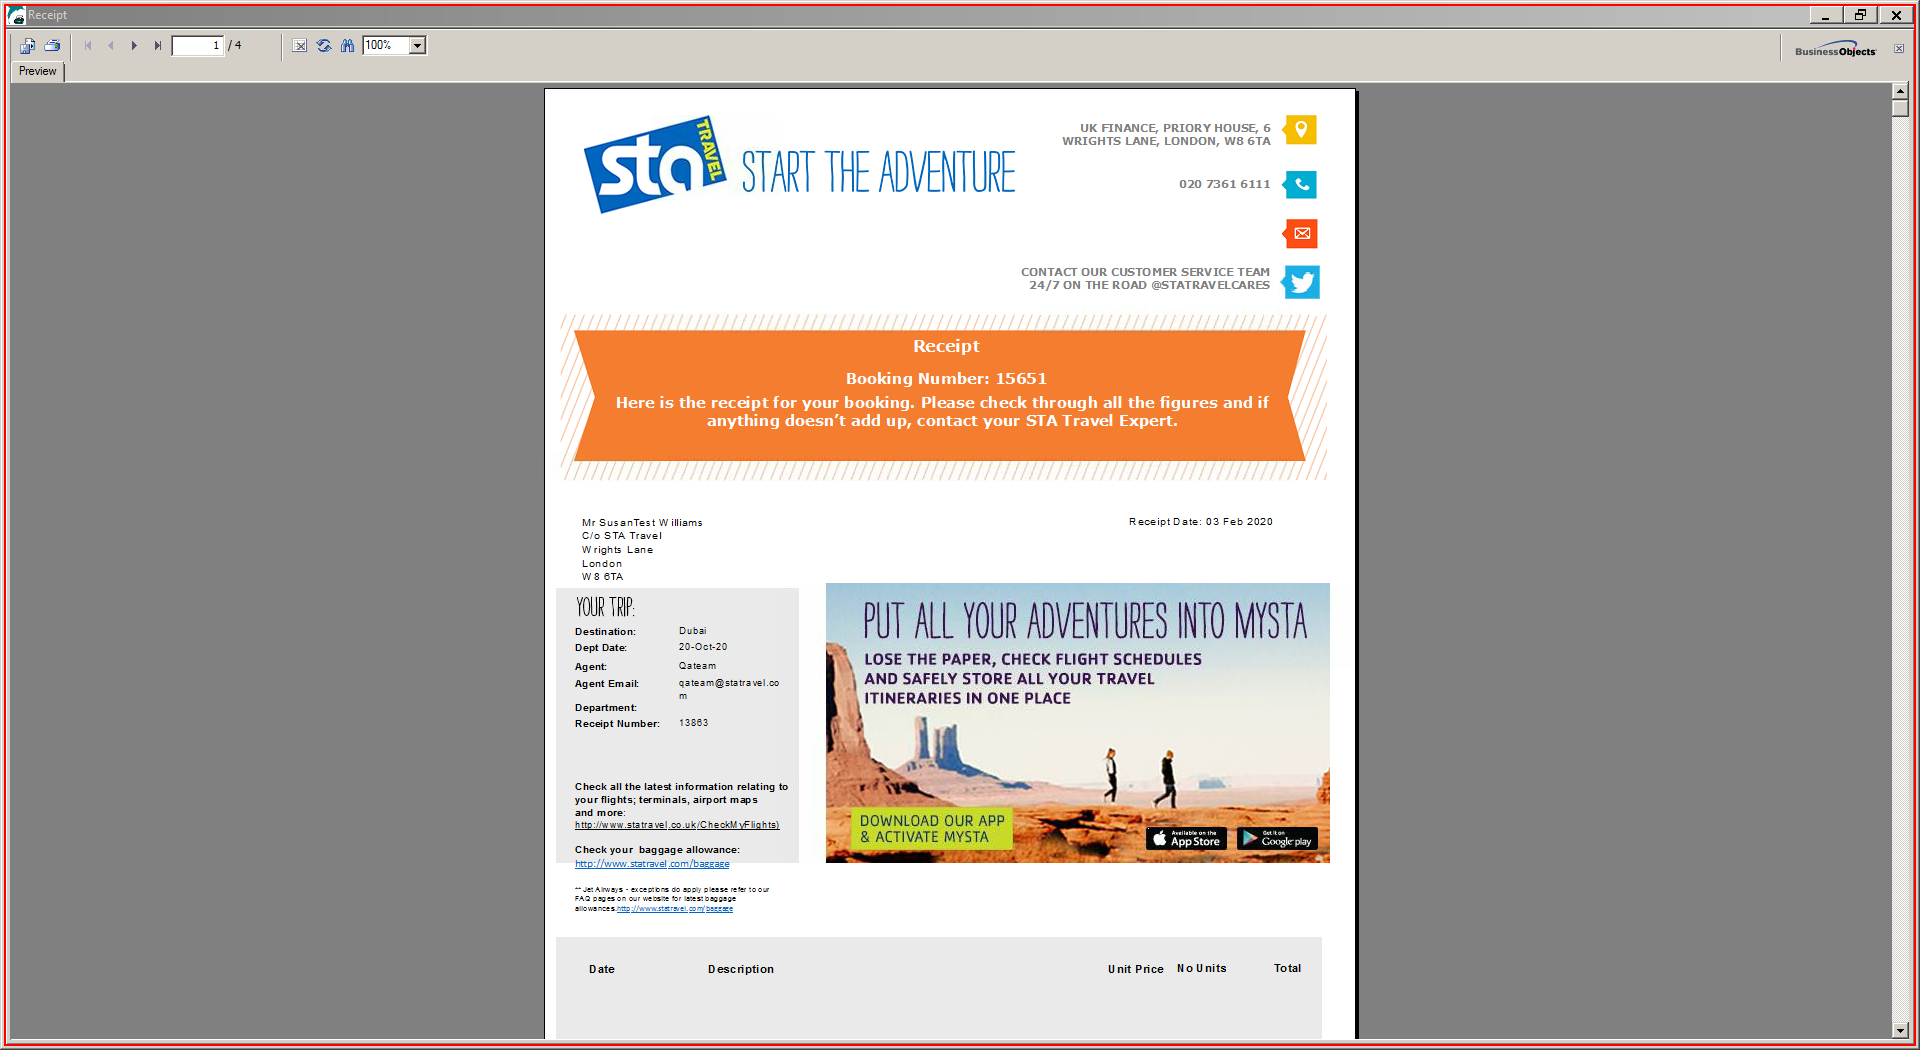 Receipt
1 / 4
100%
BusinessObjects
Preview
sta TRAVEL
START THE ADVENTURE
UK FINANCE, PRIORY HOUSE, 6
WRIGHTS LANE, LONDON, W8 6TA
020 7361 6111
CONTACT OUR CUSTOMER SERVICE TEAM
24/7 ON THE ROAD @STATRAVELCARES
Receipt
Booking Number: 15651
Here is the receipt for your booking. Please check through all the figures and if
anything doesn’t add up, contact your STA Travel Expert.
Mr SusanTest Williams
C/o STA Travel
Wrights Lane
London
W8 6TA
Receipt Date: 03 Feb 2020
YOUR TRIP:
Destination: Dubai
Dept Date: 20-Oct-20
Agent: Qateam
Agent Email: qateam@statravel.co
m
Department:
Receipt Number: 13863
Check all the latest information relating to
your flights; terminals, airport maps
and more:
http://www.statravel.co.uk/CheckMyFlights)
Check your baggage allowance:
http://www.statravel.com/baggage
** Jet Airways - exceptions do apply please refer to our
FAQ pages on our website for latest baggage
allowances.http://www.statravel.com/baggage
PUT ALL YOUR ADVENTURES INTO MYSTA
LOSE THE PAPER, CHECK FLIGHT SCHEDULES
AND SAFELY STORE ALL YOUR TRAVEL
ITINERARIES IN ONE PLACE
DOWNLOAD OUR APP
& ACTIVATE MYSTA
Available on the
App Store
Get it on
Google play
Date Description Unit Price No Units Total